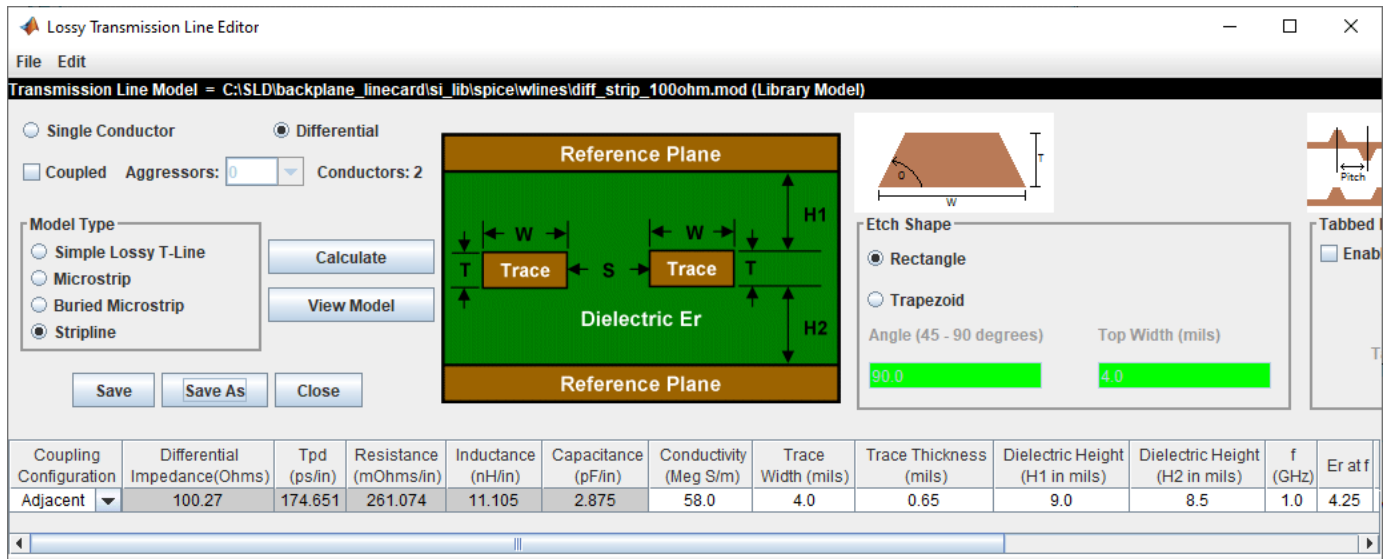 Lossy Transmission Line Editor
File Edit
Transmission Line Model = C:\SLD\backplane_linecard\si_lib\spice\wlines\diff_strip_100ohm.mod (Library Model)
Single Conductor
Differential
Coupled Aggressors: 0 Conductors: 2
Model Type
Simple Lossy T-Line
Microstrip
Buried Microstrip
Stripline
Calculate
View Model
Save Save As Close
Reference Plane
H1
W W
T Trace S Trace T
Dielectric Er
H2
Reference Plane
0
T
W
Etch Shape
Rectangle
Trapezoid
Angle (45 - 90 degrees) Top Width (mils)
90.0 4.0
Pitch
Tabbed
Enab
T
Coupling Configuration Differential Impedance(Ohms) Tpd (ps/in) Resistance (mOhms/in) Inductance (nH/in) Capacitance (pF/in) Conductivity (Meg S/m) Trace Width (mils) Trace Thickness (mils) Dielectric Height (H1 in mils) Dielectric Height (H2 in mils) f (GHz) Er at f
Adjacent 100.27 174.651 261.074 11.105 2.875 58.0 4.0 0.65 9.0 8.5 1.0 4.25